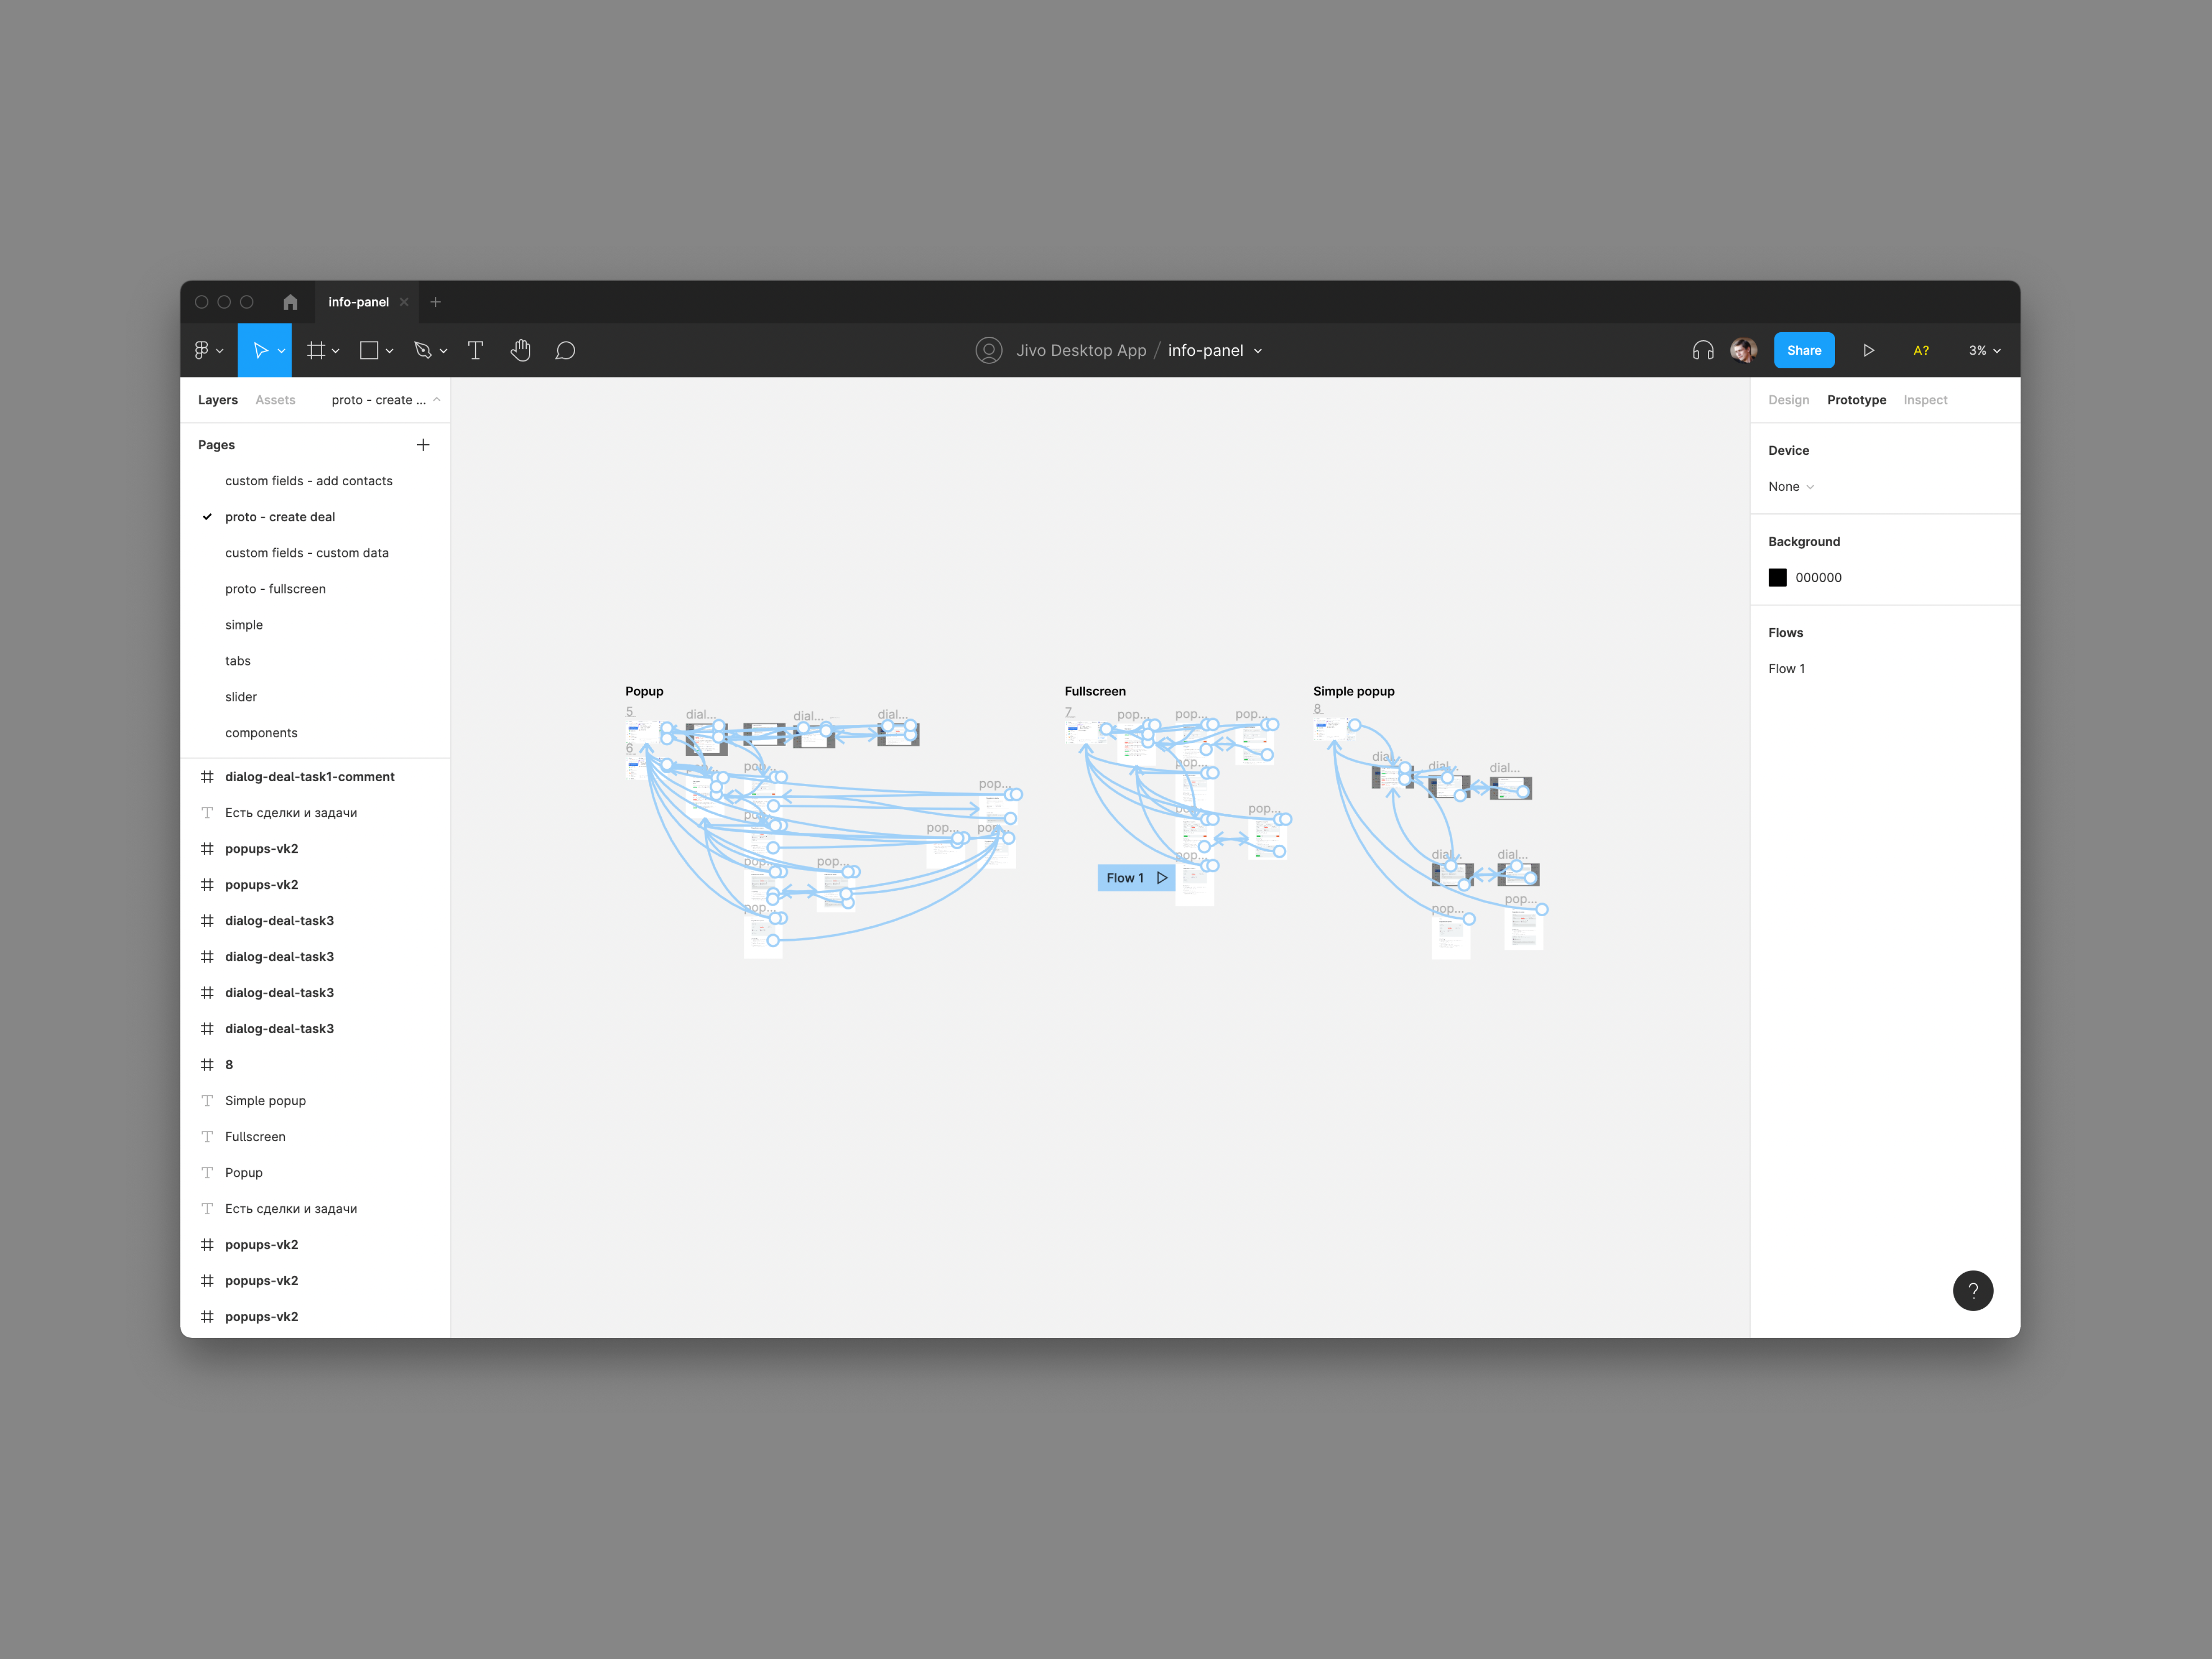 info-panel
Jivo Desktop App / info-panel
Share
A?
3%
Layers
Assets
proto - create ...
Pages
custom fields - add contacts
proto - create deal
custom fields - custom data
proto - fullscreen
simple
tabs
slider
components
dialog-deal-task1-comment
Есть сделки и задачи
popups-vk2
popups-vk2
dialog-deal-task3
dialog-deal-task3
dialog-deal-task3
dialog-deal-task3
8
Simple popup
Fullscreen
Popup
Есть сделки и задачи
popups-vk2
popups-vk2
popups-vk2
Popup
5
dial...
dial...
dial...
6
pop...
pop...
pop...
pop...
pop...
pop...
pop...
pop...
Fullscreen
7
pop...
pop...
pop...
pop...
pop...
pop...
pop...
Flow 1
Simple popup
8
dial...
dial...
dial...
dial...
dial...
pop...
pop...
Design
Prototype
Inspect
Device
None
Background
000000
Flows
Flow 1
?